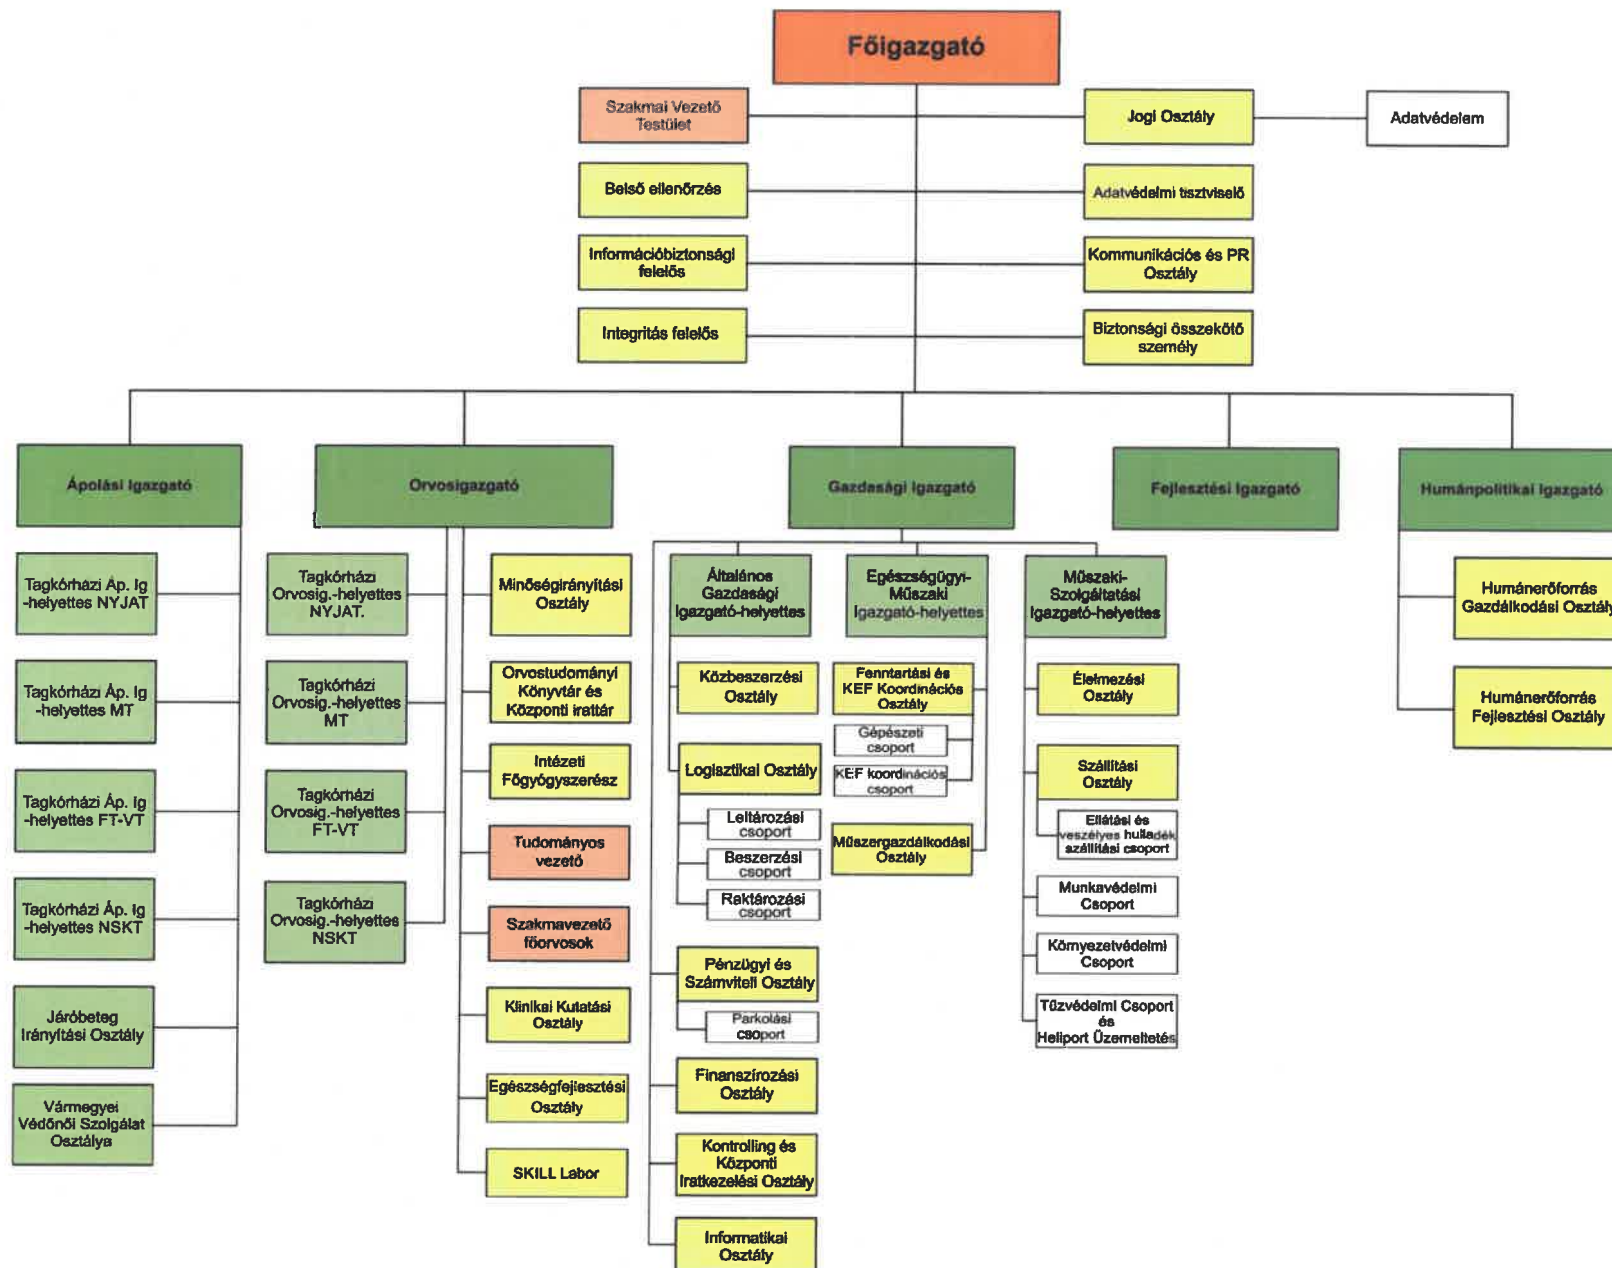 Főigazgató
Szakmai Vezető
Testület
Jogi Osztály
Adatvédelem
Belső ellenőrzés
Adatvédelmi tisztviselő
Információbiztonsági
felelős
Kommunikációs és PR
Osztály
Integritás felelős
Biztonsági összekötő
személy
Ápolási Igazgató
Orvosigazgató
Gazdasági Igazgató
Fejlesztési Igazgató
Humánpolitikai Igazgató
Tagkórházi Áp. Ig
-helyettes NYJAT
Tagkórházi Áp. Ig
-helyettes MT
Tagkórházi Áp. Ig
-helyettes FT-VT
Tagkórházi Áp. Ig
-helyettes NSKT
Járóbeteg
Irányítási Osztály
Vármegyei
Védőnői Szolgálat
Osztálya
Tagkórházi
Orvosig.-helyettes
NYJAT.
Tagkórházi
Orvosig.-helyettes
MT
Tagkórházi
Orvosig.-helyettes
FT-VT
Tagkórházi
Orvosig.-helyettes
NSKT
Minőségirányítási
Osztály
Orvostudományi
Könyvtár és
Központi irattár
Intézeti
Főgyógyszerész
Tudományos
vezető
Szakmavezető
főorvosok
Klinikai Kutatási
Osztály
Egészségfejlesztési
Osztály
SKILL Labor
Általános
Gazdasági
Igazgató-helyettes
Közbeszerzési
Osztály
Logisztikai Osztály
Leltározási
csoport
Beszerzési
csoport
Raktározási
csoport
Pénzügyi és
Számviteli Osztály
Parkolási
csoport
Finanszírozási
Osztály
Kontrolling és
Központi
Iratkezelési Osztály
Informatikai
Osztály
Egészségügyi-
Műszaki
Igazgató-helyettes
Fenntartási és
KEF Koordinációs
Osztály
Gépészeti
csoport
KEF koordinációs
csoport
Műszergazdálkodási
Osztály
Műszaki-
Szolgáltatási
Igazgató-helyettes
Élelmezési
Osztály
Szállítási
Osztály
Ellátási és
veszélyes hulladék
szállítási csoport
Munkavédelmi
Csoport
Környezetvédelmi
Csoport
Tűzvédelmi Csoport
és
Heliport Üzemeltetés
Humánerőforrás
Gazdálkodási Osztály
Humánerőforrás
Fejlesztési Osztály